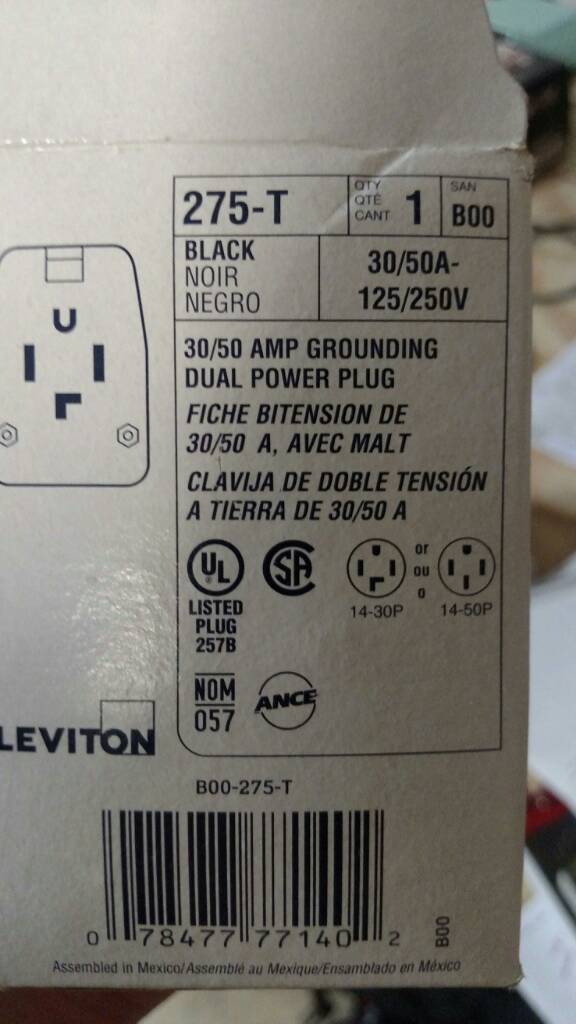 275-T
QTY
QTÉ
CANT
1
SAN
B00
BLACK
NOIR
NEGRO
30/50A-
125/250V
30/50 AMP GROUNDING
DUAL POWER PLUG
FICHE BITENSION DE
30/50 A, AVEC MALT
CLAVIJA DE DOBLE TENSIÓN
A TIERRA DE 30/50 A
UL
LISTED
PLUG
257B
SA
14-30P
or
ou
o
14-50P
NOM
057
ANCE
LEVITON
B00-275-T
0 78477 77140 2
B00
Assembled in Mexico/Assemblé au Mexique/Ensamblado en México